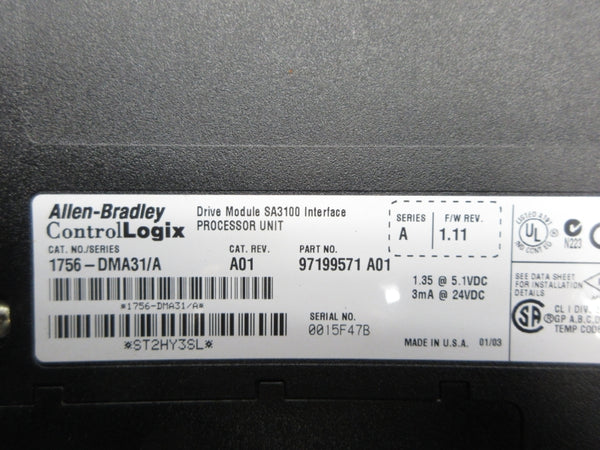 Allen-Bradley
ControlLogix
Drive Module SA3100 Interface
PROCESSOR UNIT
SERIES F/W REV.
A 1.11
CAT. NO./SERIES CAT. REV. PART NO.
1756-DMA31/A A01 97199571 A01
1.35 @ 5.1VDC
3mA @ 24VDC
*1756-DMA31/A*
SERIAL NO.
0015F47B
*ST2HY3SL*
MADE IN U.S.A. 01/03
UL
N223
SEE DATA SHEET
FOR INSTALLATION
DETAILS
SA
CL I DIV
GP A,B,C,D
TEMP CODE